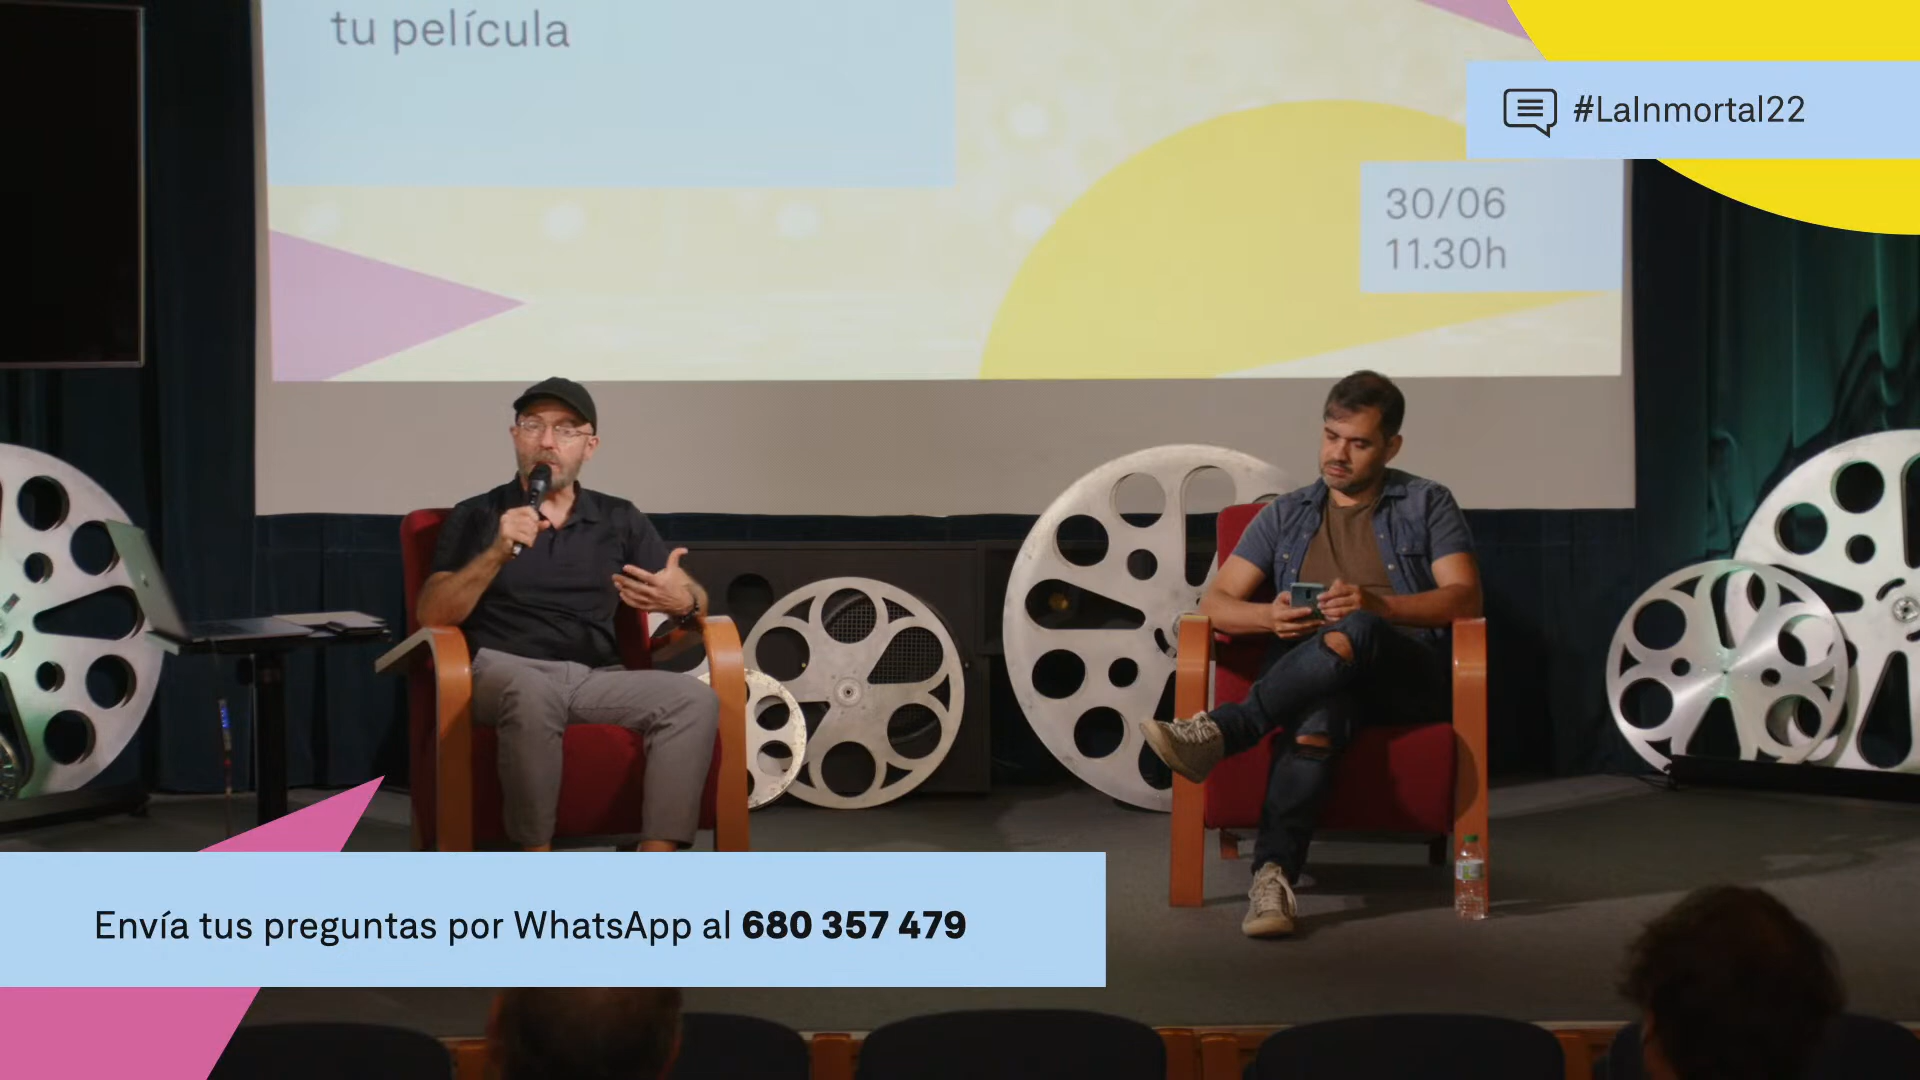 tu película
#LaInmortal22
30/06
11.30h
Envía tus preguntas por WhatsApp al 680 357 479